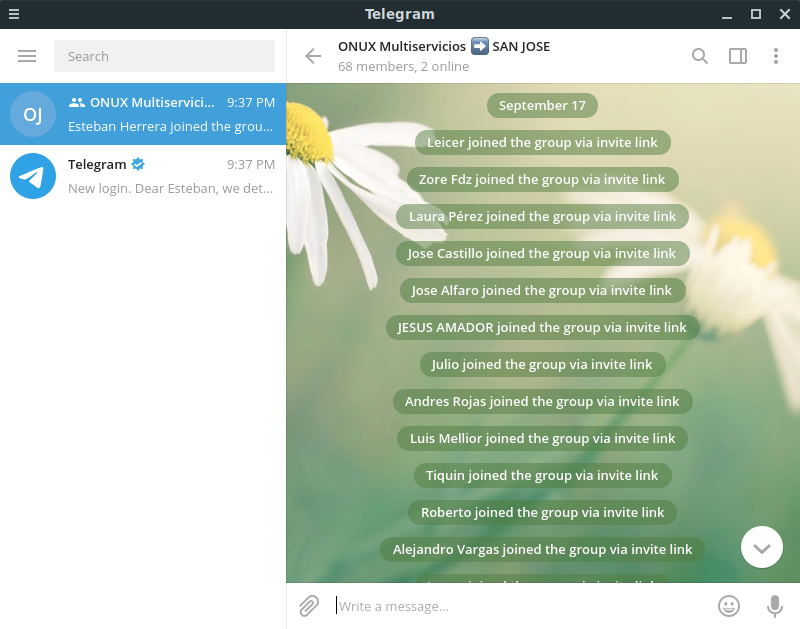 Telegram
Search
OJ
ONUX Multiservici... 9:37 PM
Esteban Herrera joined the grou...
Telegram 9:37 PM
New login. Dear Esteban, we det...
ONUX Multiservicios ➡️ SAN JOSE
68 members, 2 online
September 17
Leicer joined the group via invite link
Zore Fdz joined the group via invite link
Laura Pérez joined the group via invite link
Jose Castillo joined the group via invite link
Jose Alfaro joined the group via invite link
JESUS AMADOR joined the group via invite link
Julio joined the group via invite link
Andres Rojas joined the group via invite link
Luis Mellior joined the group via invite link
Tiquin joined the group via invite link
Roberto joined the group via invite link
Alejandro Vargas joined the group via invite link
Write a message...